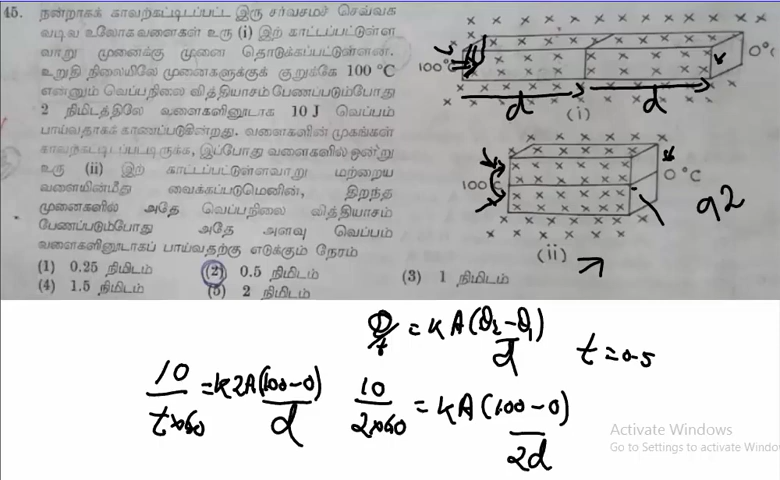 45. நன்றாகக் காவற்கட்டிடப்பட்ட இரு சர்வசமச் செவ்வக
வடிவ உலோகவளைகள் உரு (i) இற் காட்டப்பட்டுள்ள
வாறு முனைக்கு முனை தொடுக்கப்பட்டுள்ளன.
உறுதி நிலையிலே முனைகளுக்குக் குறுக்கே 100 °C
என்னும் வெப்பநிலை வித்தியாசம் பேணப்படும்போது
2 நிமிடத்திலே வளைகளினூடாக 10 J வெப்பம்
பாய்வதாகக் காணப்படுகின்றது. வளைகளின் முகங்கள்
காவற்கட்டிடப்பட்டிருக்க, இப்போது வளைகளில் ஒன்று
உரு (ii) இற் காட்டப்பட்டுள்ளவாறு மற்றைய
வளையின்மீது வைக்கப்படுமெனின், திறந்த
முனைகளில் அதே வெப்பநிலை வித்தியாசம்
பேணப்படும்போது அதே அளவு வெப்பம்
வளைகளினூடாகப் பாய்வதற்கு எடுக்கும் நேரம்
(1) 0.25 நிமிடம் (2) 0.5 நிமிடம் (3) 1 நிமிடம்
(4) 1.5 நிமிடம் (5) 2 நிமிடம்
100 °C 0 °C
d d
(i)
100 °C 0 °C
(ii)
Q/t = kA(θ2-θ1)/d
t = 0.5
10/t×60 = k2A(100-0)/d
10/2×60 = kA(100-0)/2d
Activate Windows
Go to Settings to activate Windo